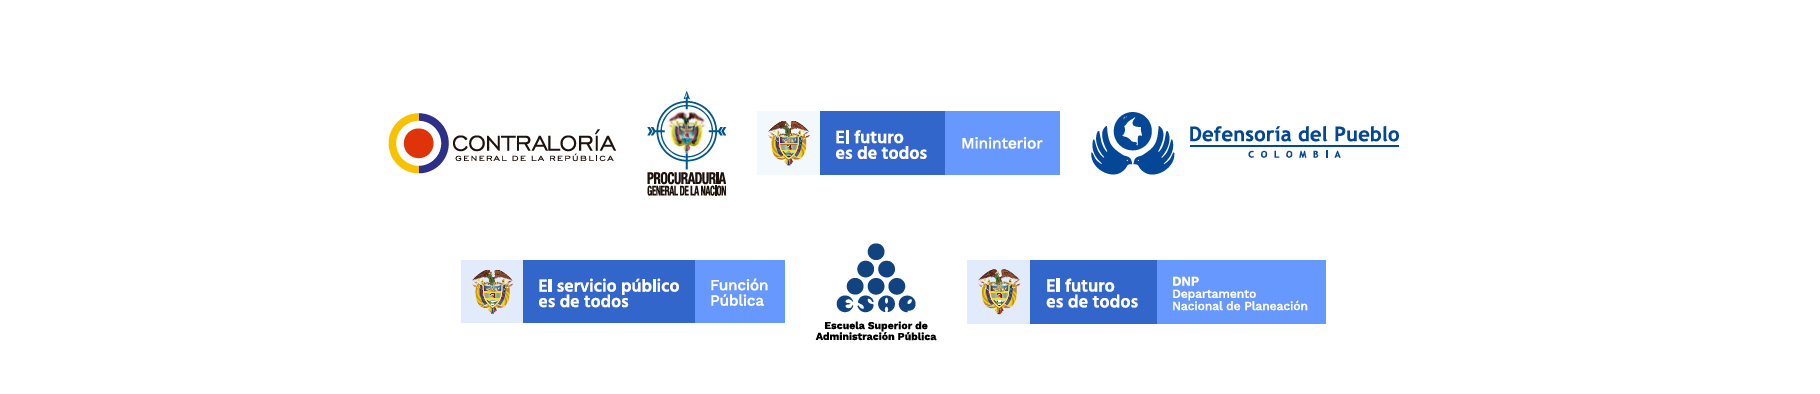 CONTRALORÍA
GENERAL DE LA REPÚBLICA
PROCURADURIA
GENERAL DE LA NACION
El futuro
es de todos
Mininterior
Defensoría del Pueblo
COLOMBIA
El servicio público
es de todos
Función
Pública
ESAP
Escuela Superior de
Administración Pública
El futuro
es de todos
DNP
Departamento
Nacional de Planeación